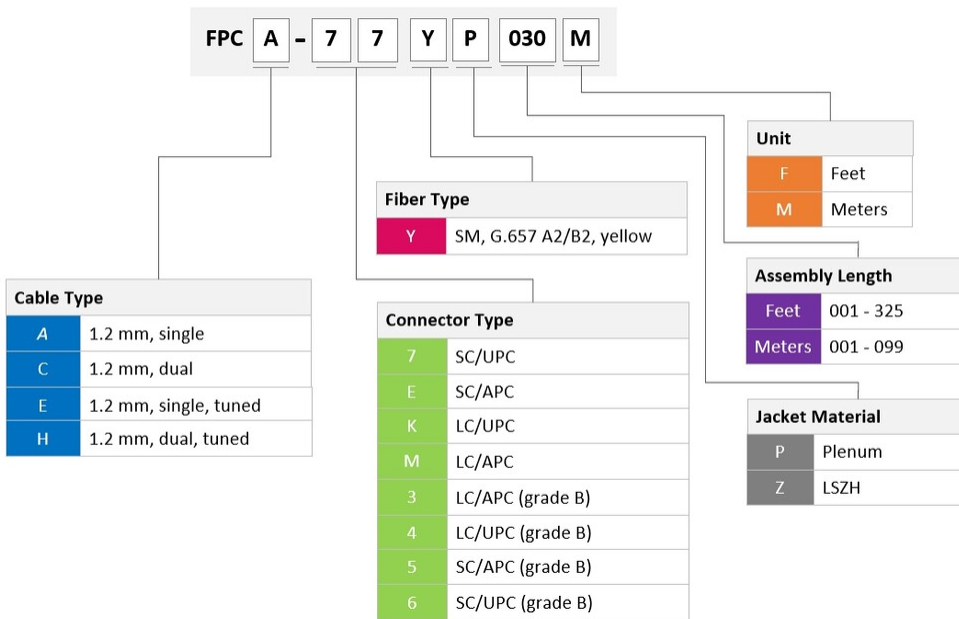 FPC A - 7 7 Y P 030 M
Unit
F Feet
M Meters
Fiber Type
Y SM, G.657 A2/B2, yellow
Assembly Length
Feet 001 - 325
Meters 001 - 099
Cable Type
A 1.2 mm, single
C 1.2 mm, dual
E 1.2 mm, single, tuned
H 1.2 mm, dual, tuned
Connector Type
7 SC/UPC
E SC/APC
K LC/UPC
M LC/APC
3 LC/APC (grade B)
4 LC/UPC (grade B)
5 SC/APC (grade B)
6 SC/UPC (grade B)
Jacket Material
P Plenum
Z LSZH